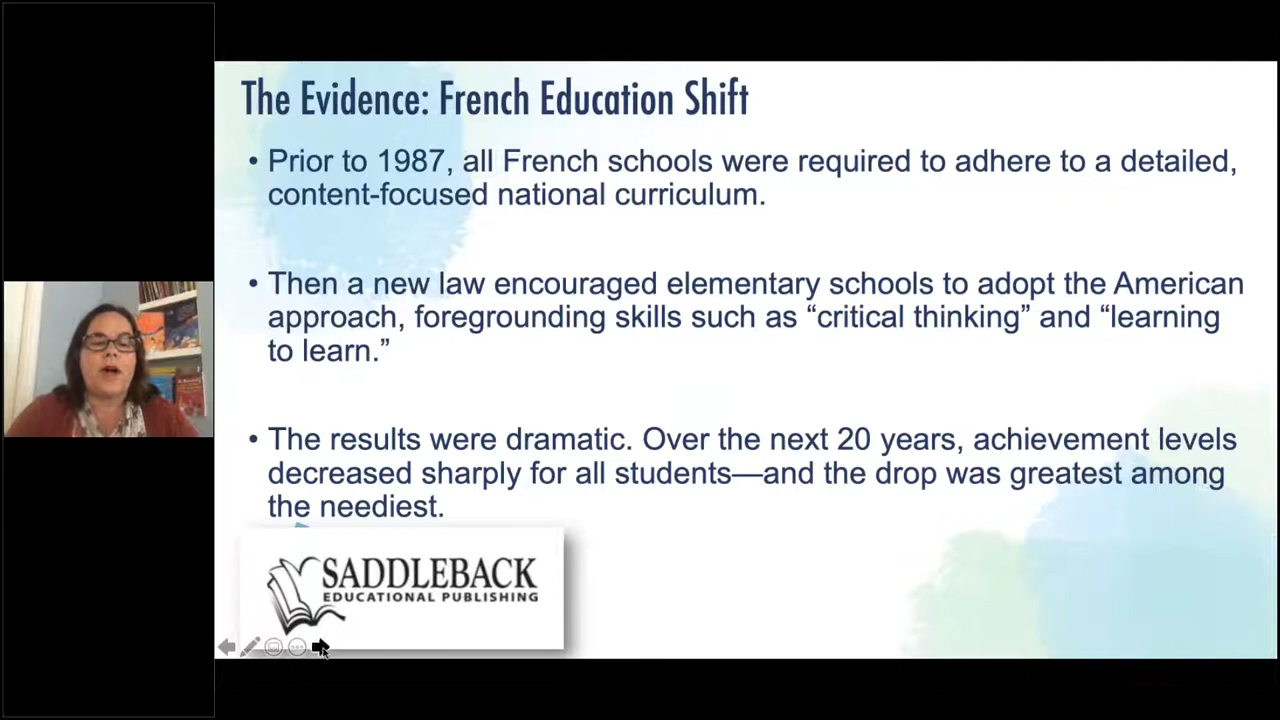 The Evidence: French Education Shift
• Prior to 1987, all French schools were required to adhere to a detailed,
content-focused national curriculum.
• Then a new law encouraged elementary schools to adopt the American
approach, foregrounding skills such as “critical thinking” and “learning
to learn.”
• The results were dramatic. Over the next 20 years, achievement levels
decreased sharply for all students—and the drop was greatest among
the neediest.
SADDLEBACK
EDUCATIONAL PUBLISHING